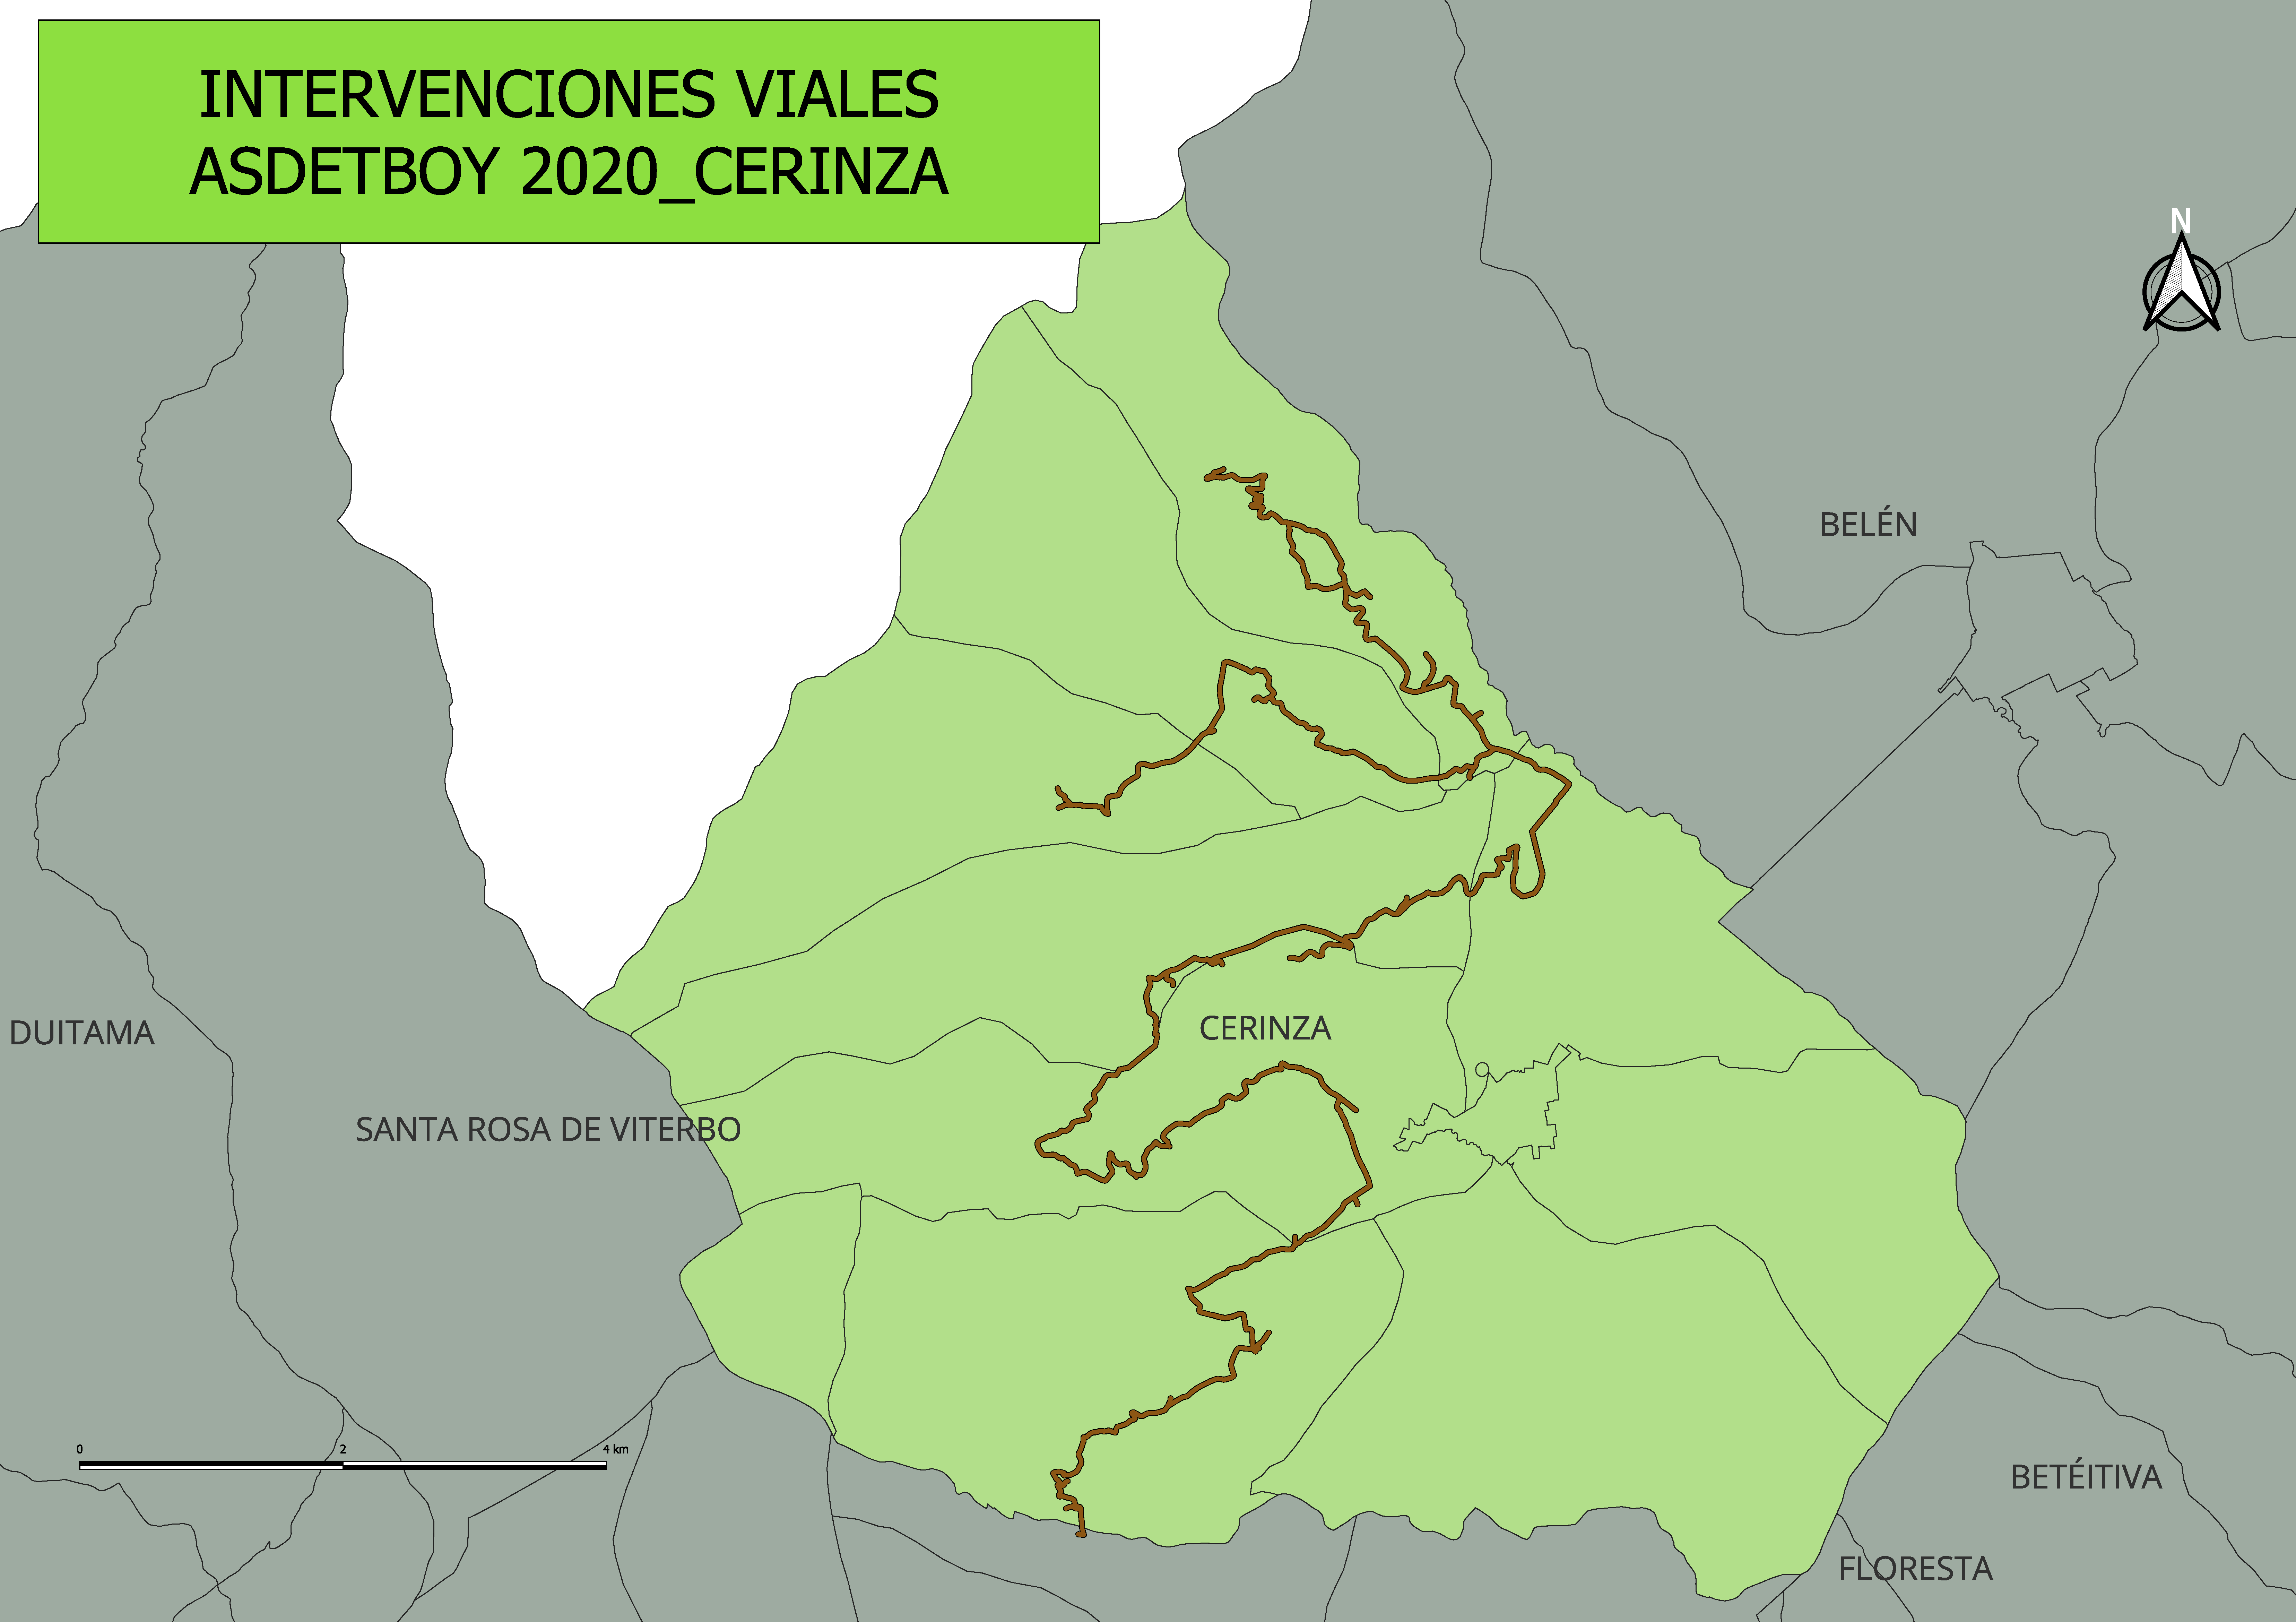 INTERVENCIONES VIALES
ASDETBOY 2020_CERINZA
N
BELÉN
DUITAMA
CERINZA
SANTA ROSA DE VITERBO
0 2 4 km
BETÉITIVA
FLORESTA